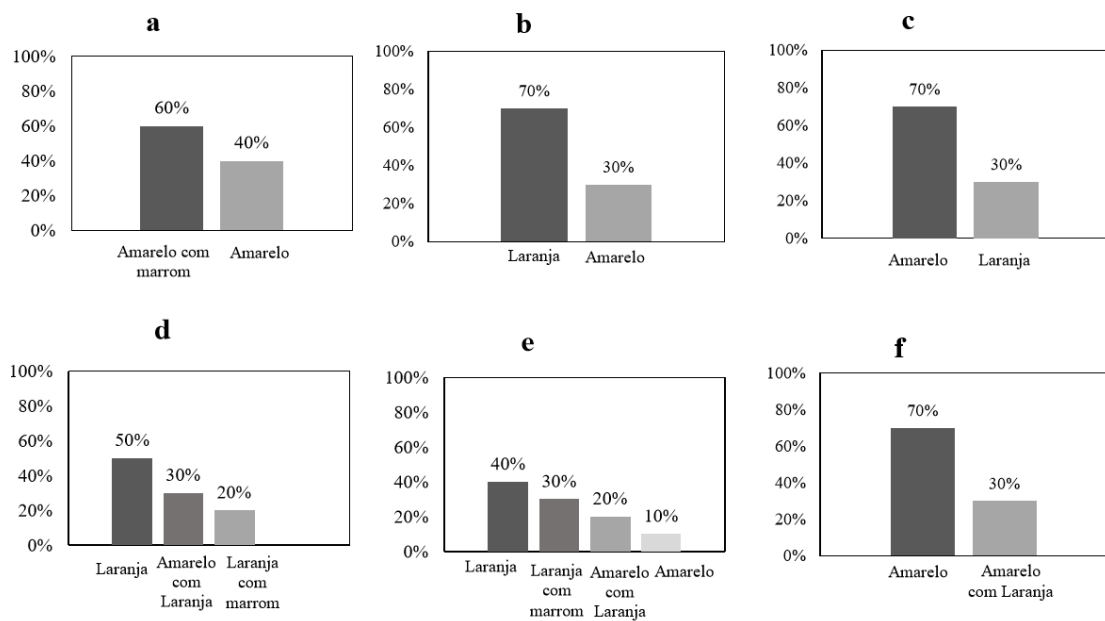 a
100%
80%
60%
40%
20%
0%
60%
40%
Amarelo com
marrom
Amarelo
b
100%
80%
60%
40%
20%
0%
70%
30%
Laranja
Amarelo
c
100%
80%
60%
40%
20%
0%
70%
30%
Amarelo
Laranja
d
100%
80%
60%
40%
20%
0%
50%
30%
20%
Laranja
Amarelo
com
Laranja
Laranja
com
marrom
e
100%
80%
60%
40%
20%
0%
40%
30%
20%
10%
Laranja
Laranja
com
marrom
Amarelo
com
Laranja
Amarelo
f
100%
80%
60%
40%
20%
0%
70%
30%
Amarelo
Amarelo
com Laranja